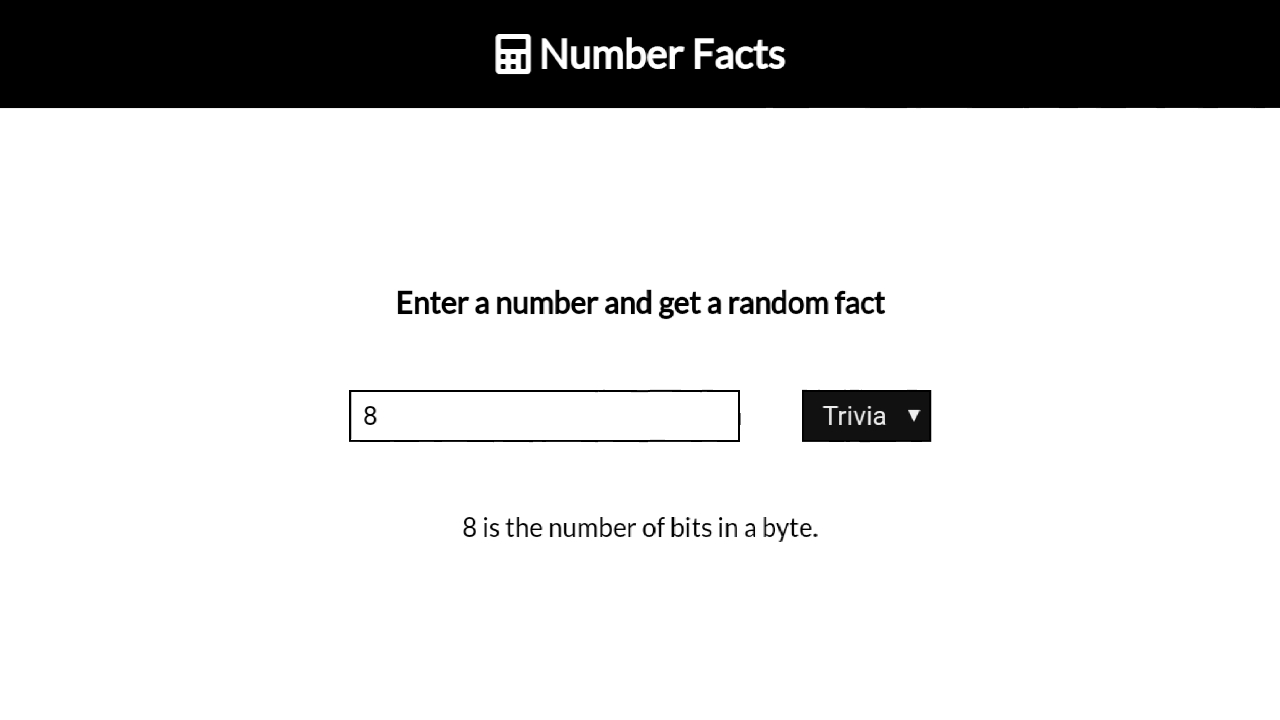 Number Facts
Enter a number and get a random fact
8
Trivia
8 is the number of bits in a byte.